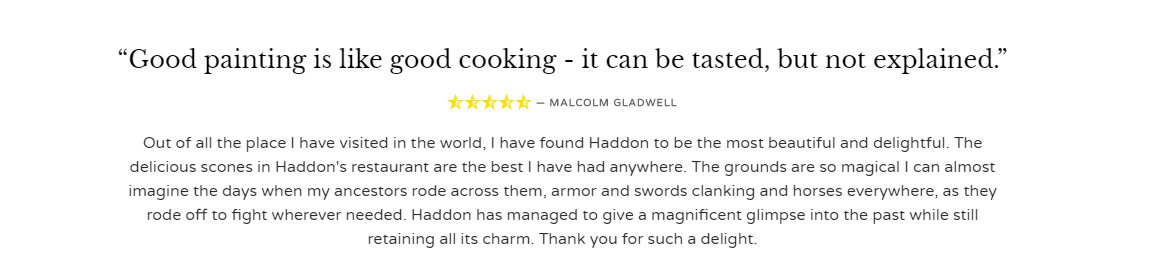 “Good painting is like good cooking - it can be tasted, but not explained.”
— MALCOLM GLADWELL
Out of all the place I have visited in the world, I have found Haddon to be the most beautiful and delightful. The
delicious scones in Haddon's restaurant are the best I have had anywhere. The grounds are so magical I can almost
imagine the days when my ancestors rode across them, armor and swords clanking and horses everywhere, as they
rode off to fight wherever needed. Haddon has managed to give a magnificent glimpse into the past while still
retaining all its charm. Thank you for such a delight.